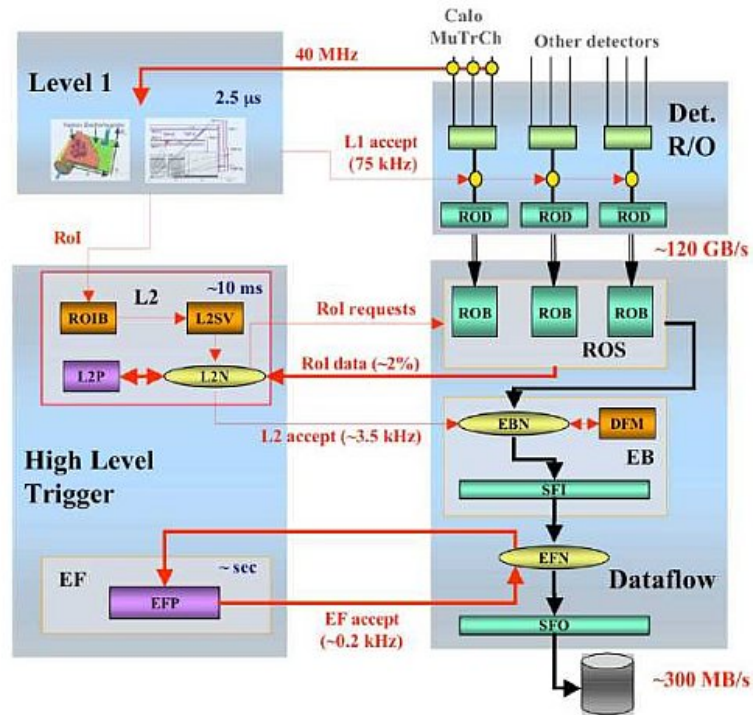 Calo
MuTrCh
Other detectors
40 MHz
Level 1
2.5 µs
Det.
R/O
L1 accept
(75 kHz)
ROD
ROD
ROD
RoI
~120 GB/s
~10 ms
L2
ROIB
L2SV
RoI requests
ROB
ROB
ROB
ROS
L2P
L2N
RoI data (~2%)
L2 accept (~3.5 kHz)
EBN
DFM
EB
High Level
Trigger
SFI
EF
~ sec
EFN
EFP
Dataflow
EF accept
(~0.2 kHz)
SFO
~300 MB/s